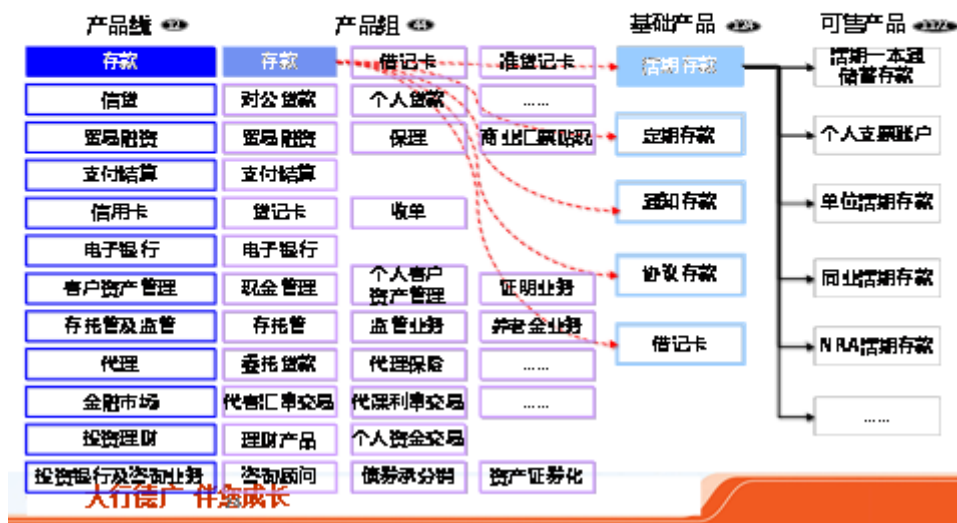 产品线 12
产品组 44
基础产品
可售产品
存款
存款
借记卡
准贷记卡
活期存款
活期一本通
储蓄存款
信贷
对公贷款
个人贷款
……
定期存款
个人支票账户
贸易融资
贸易融资
保理
商业汇票贴现
支付结算
支付结算
通知存款
单位活期存款
信用卡
贷记卡
收单
电子银行
电子银行
协议存款
同业活期存款
客户资产管理
现金管理
个人客户
资产管理
证明业务
存托管及监管
存托管
监管业务
养老金业务
借记卡
NRA活期存款
代理
委托贷款
代理保险
……
金融市场
代客汇率交易
代客利率交易
……
……
投资理财
理财产品
个人资金交易
投资银行及咨询业务
咨询顾问
债券承分销
资产证券化
人行德广 伴您成长